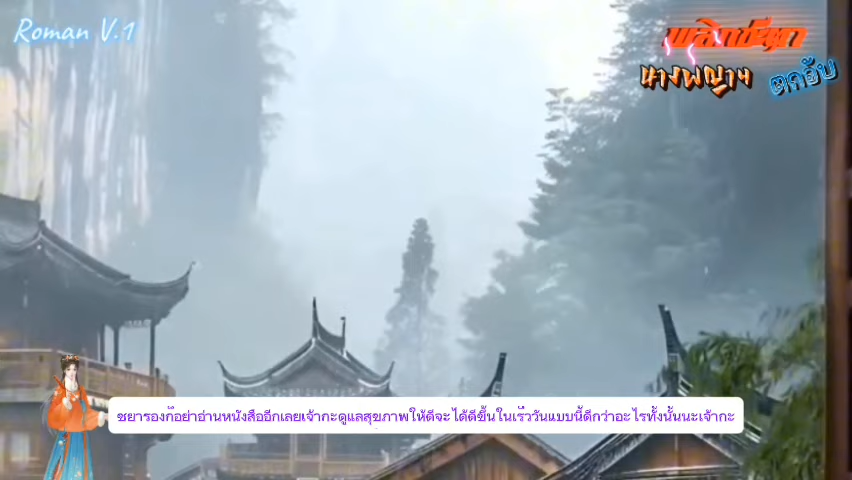 Roman V.1
พลิกชะตา
นางพญาฯ
ตกอับ
ชยารองก็อย่าอ่านหนังสืออีกเลยเจ้ากะดูแลสุขภาพให้ดีจะได้ดีขึ้นในเร็ววันแบบนี้ดีกว่าอะไรทั้งนั้นนะเจ้ากะ